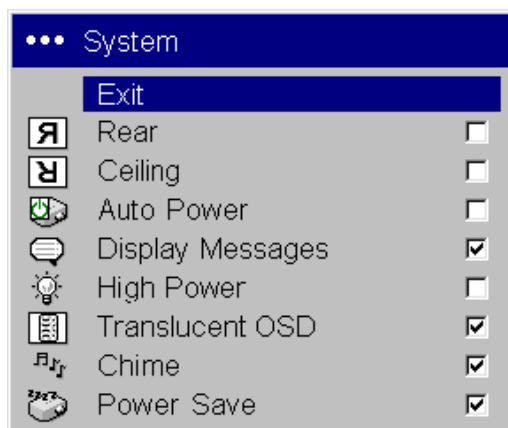 ••• System
Exit
Rear
Ceiling
Auto Power
Display Messages
High Power
Translucent OSD
Chime
Power Save